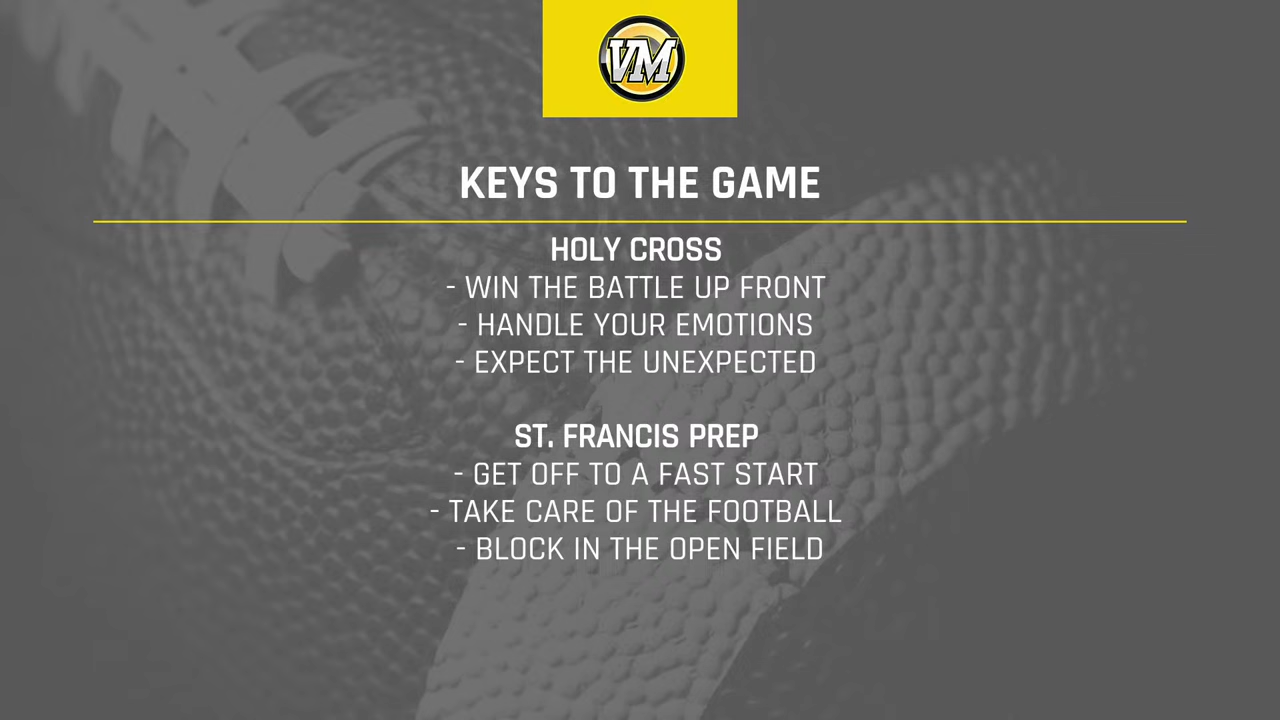 VM
KEYS TO THE GAME
HOLY CROSS
- WIN THE BATTLE UP FRONT
- HANDLE YOUR EMOTIONS
- EXPECT THE UNEXPECTED
ST. FRANCIS PREP
- GET OFF TO A FAST START
- TAKE CARE OF THE FOOTBALL
- BLOCK IN THE OPEN FIELD